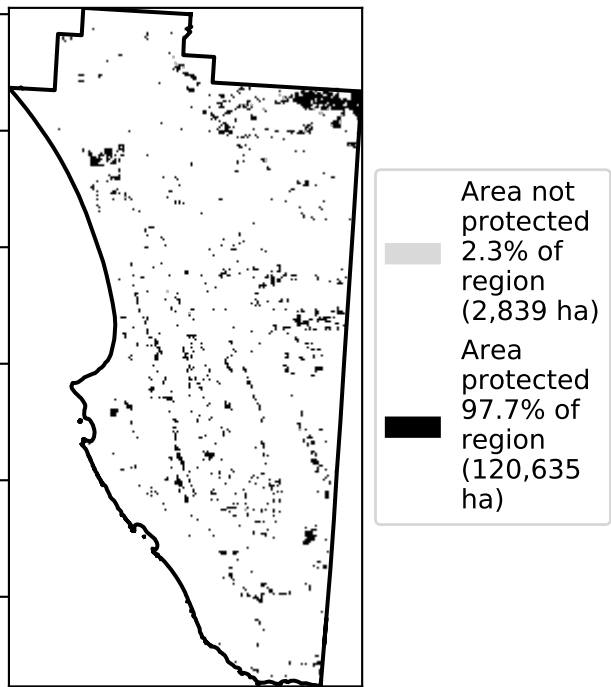 Area not
protected
2.3% of
region
(2,839 ha)
Area
protected
97.7% of
region
(120,635
ha)